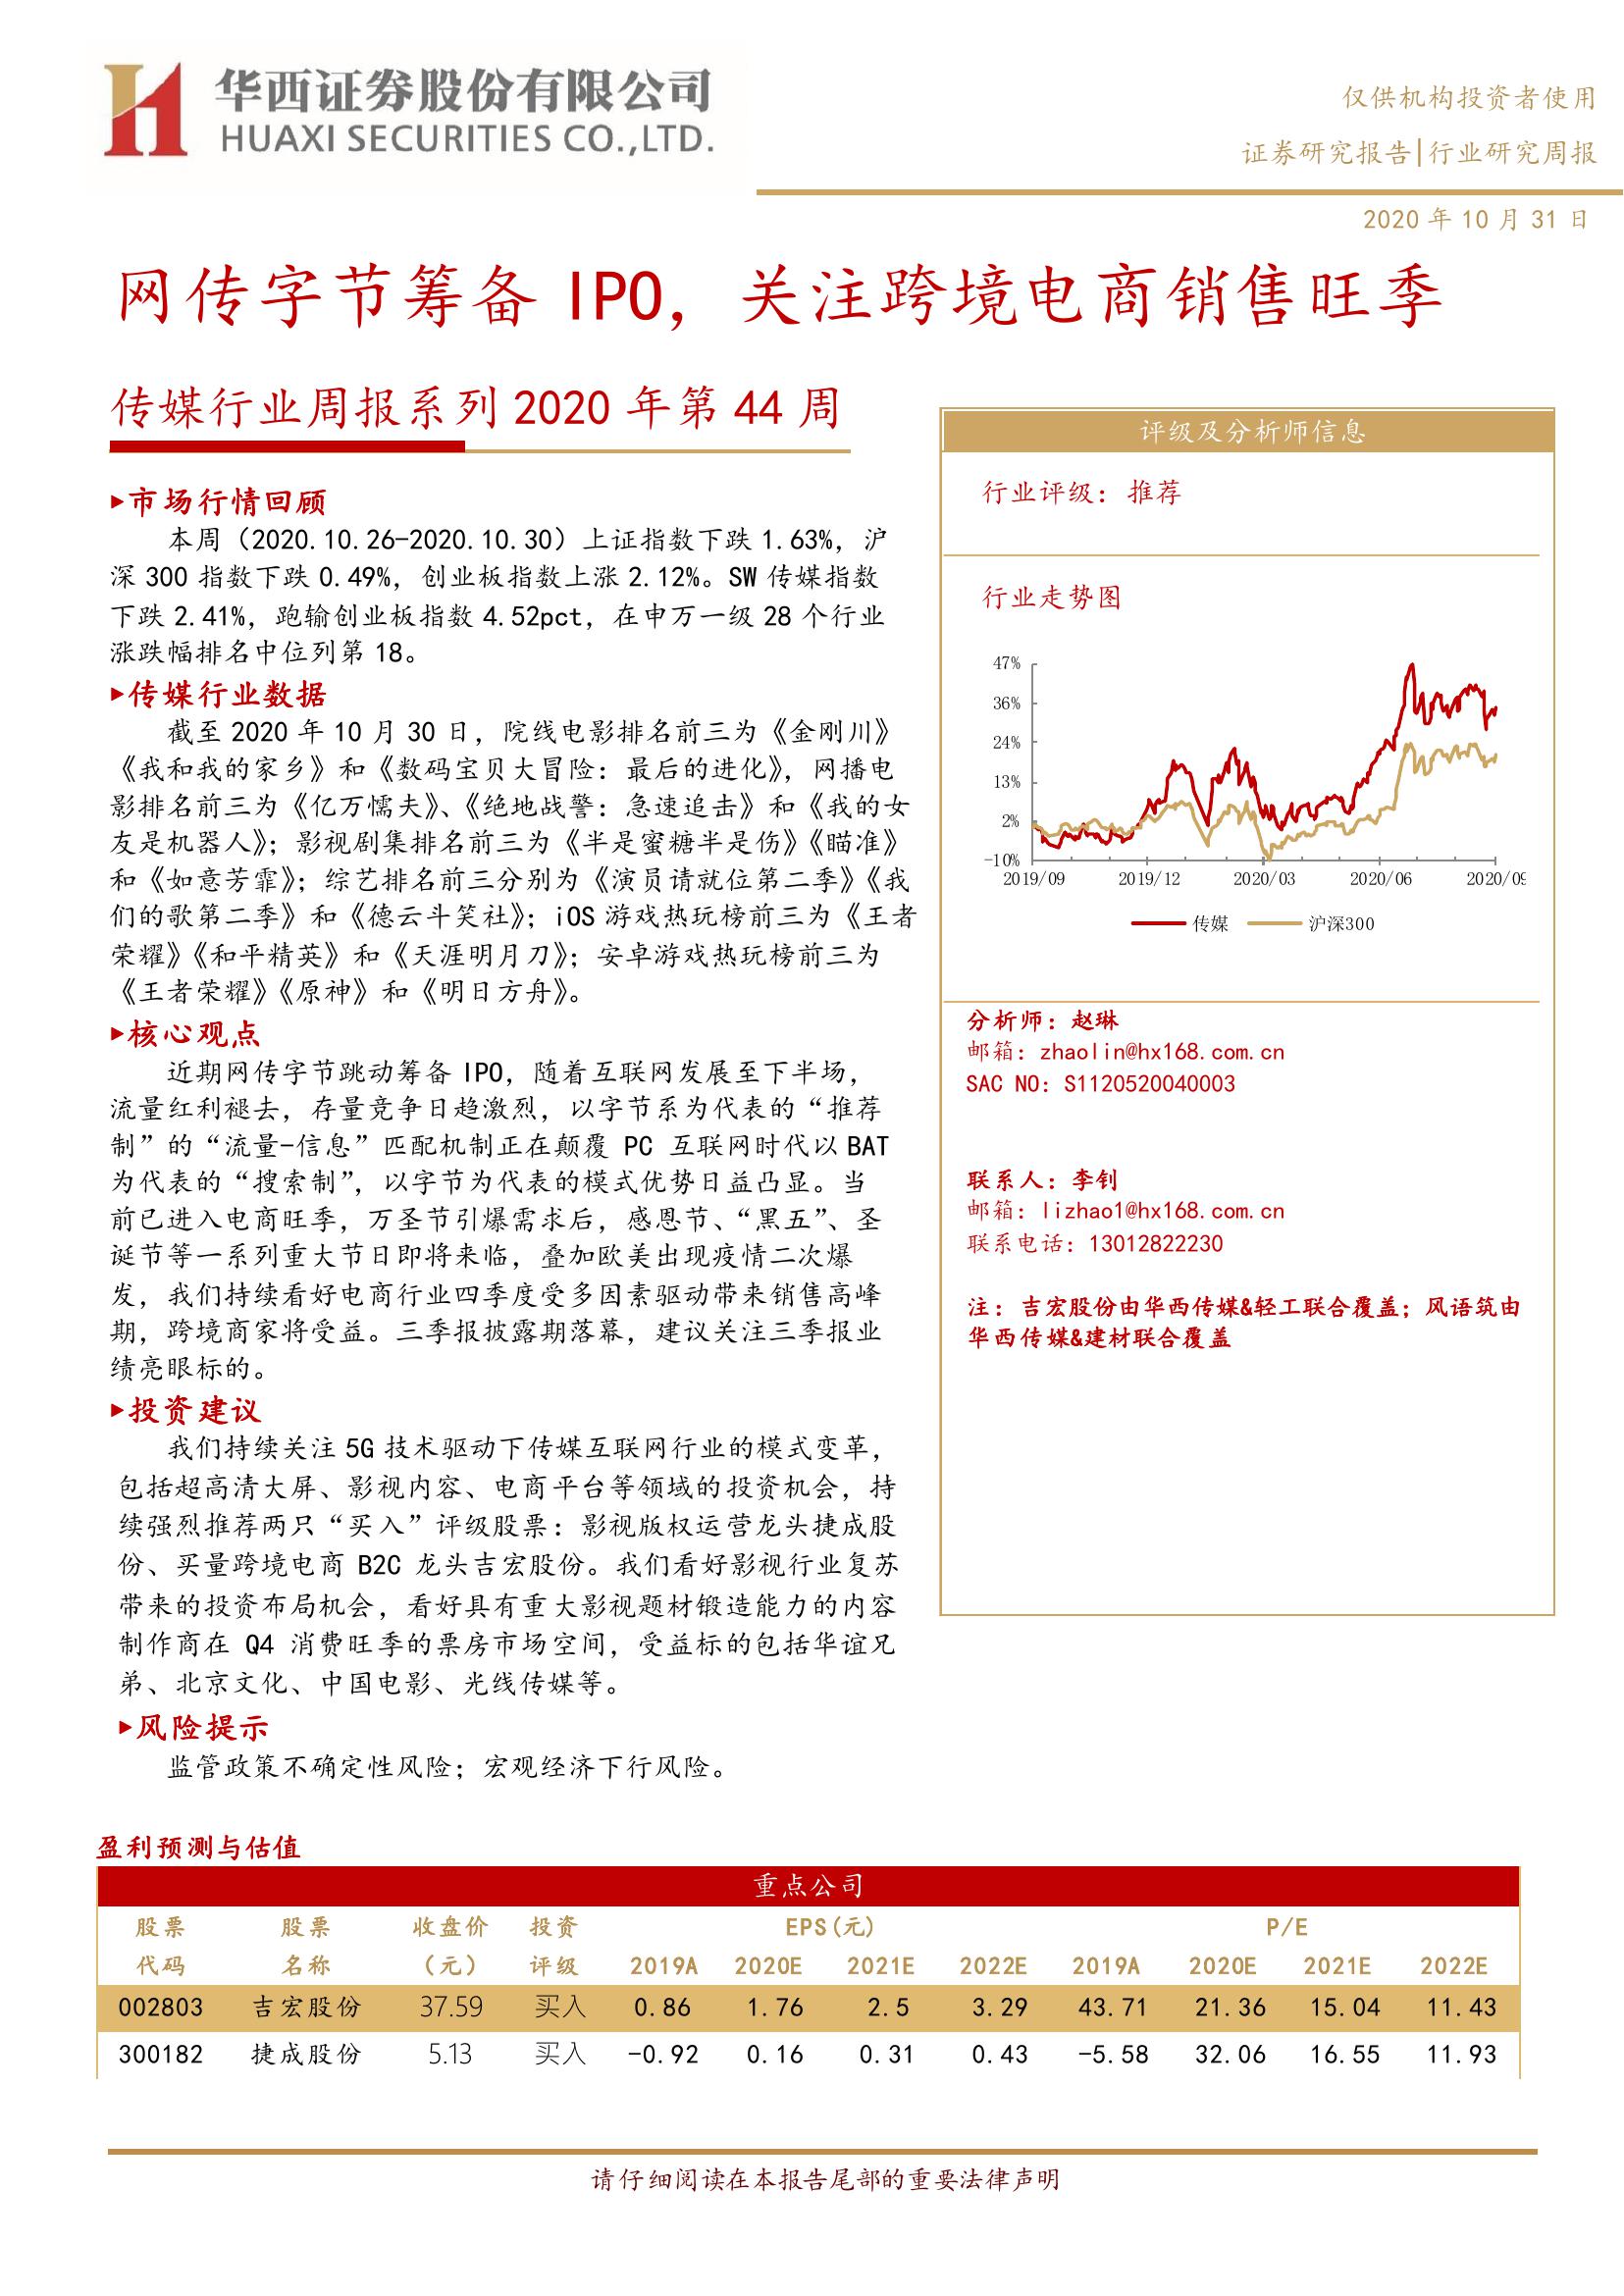 华西证券股份有限公司
HUAXI SECURITIES CO.,LTD.
仅供机构投资者使用
证券研究报告|行业研究周报
2020 年 10 月 31 日
网传字节筹备 IPO，关注跨境电商销售旺季
传媒行业周报系列 2020 年第 44 周
▸市场行情回顾
本周（2020.10.26-2020.10.30）上证指数下跌 1.63%，沪
深 300 指数下跌 0.49%，创业板指数上涨 2.12%。SW 传媒指数
下跌 2.41%，跑输创业板指数 4.52pct，在申万一级 28 个行业
涨跌幅排名中位列第 18。
▸传媒行业数据
截至 2020 年 10 月 30 日，院线电影排名前三为《金刚川》
《我和我的家乡》和《数码宝贝大冒险：最后的进化》，网播电
影排名前三为《亿万懦夫》、《绝地战警：急速追击》和《我的女
友是机器人》；影视剧集排名前三为《半是蜜糖半是伤》《瞄准》
和《如意芳霏》；综艺排名前三分别为《演员请就位第二季》《我
们的歌第二季》和《德云斗笑社》；iOS 游戏热玩榜前三为《王者
荣耀》《和平精英》和《天涯明月刀》；安卓游戏热玩榜前三为
《王者荣耀》《原神》和《明日方舟》。
▸核心观点
近期网传字节跳动筹备 IPO，随着互联网发展至下半场，
流量红利褪去，存量竞争日趋激烈，以字节系为代表的“推荐
制”的“流量-信息”匹配机制正在颠覆 PC 互联网时代以 BAT
为代表的“搜索制”，以字节为代表的模式优势日益凸显。当
前已进入电商旺季，万圣节引爆需求后，感恩节、“黑五”、圣
诞节等一系列重大节日即将来临，叠加欧美出现疫情二次爆
发，我们持续看好电商行业四季度受多因素驱动带来销售高峰
期，跨境商家将受益。三季报披露期落幕，建议关注三季报业
绩亮眼标的。
▸投资建议
我们持续关注 5G 技术驱动下传媒互联网行业的模式变革，
包括超高清大屏、影视内容、电商平台等领域的投资机会，持
续强烈推荐两只“买入”评级股票：影视版权运营龙头捷成股
份、买量跨境电商 B2C 龙头吉宏股份。我们看好影视行业复苏
带来的投资布局机会，看好具有重大影视题材锻造能力的内容
制作商在 Q4 消费旺季的票房市场空间，受益标的包括华谊兄
弟、北京文化、中国电影、光线传媒等。
▸风险提示
监管政策不确定性风险；宏观经济下行风险。
评级及分析师信息
行业评级：推荐
行业走势图
47%
36%
24%
13%
2%
-10%
2019/09 2019/12 2020/03 2020/06 2020/09
传媒 沪深300
分析师：赵琳
邮箱：zhaolin@hx168.com.cn
SAC NO：S1120520040003
联系人：李钊
邮箱：lizhao1@hx168.com.cn
联系电话：13012822230
注：吉宏股份由华西传媒&轻工联合覆盖；风语筑由
华西传媒&建材联合覆盖
盈利预测与估值
重点公司
股票 股票 收盘价 投资 EPS(元) P/E
代码 名称 （元） 评级 2019A 2020E 2021E 2022E 2019A 2020E 2021E 2022E
002803 吉宏股份 37.59 买入 0.86 1.76 2.5 3.29 43.71 21.36 15.04 11.43
300182 捷成股份 5.13 买入 -0.92 0.16 0.31 0.43 -5.58 32.06 16.55 11.93
请仔细阅读在本报告尾部的重要法律声明